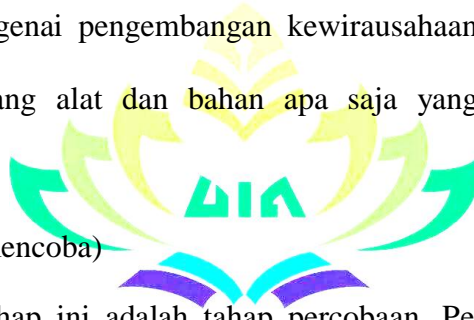 genai pengembangan kewirausahaan
ang alat dan bahan apa saja yang
UIN
encoba)
hap ini adalah tahap percobaan. Pe